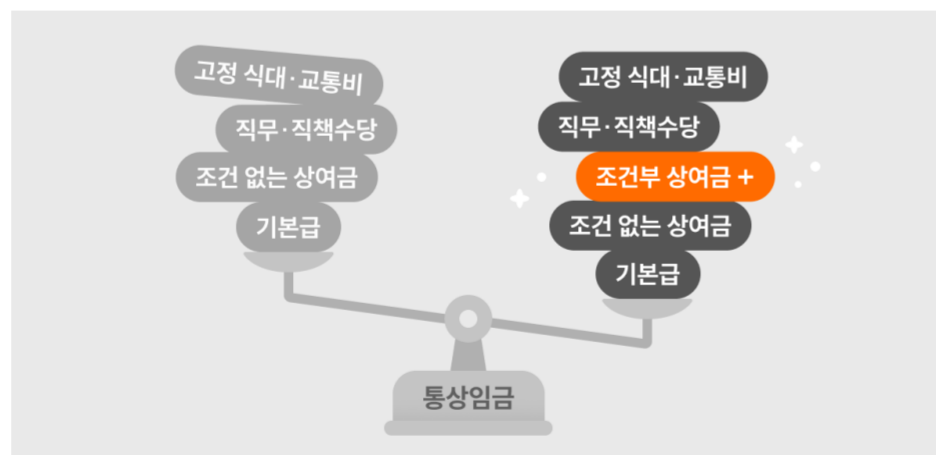 고정 식대·교통비
직무·직책수당
조건 없는 상여금
기본급
고정 식대·교통비
직무·직책수당
조건부 상여금 +
조건 없는 상여금
기본급
통상임금